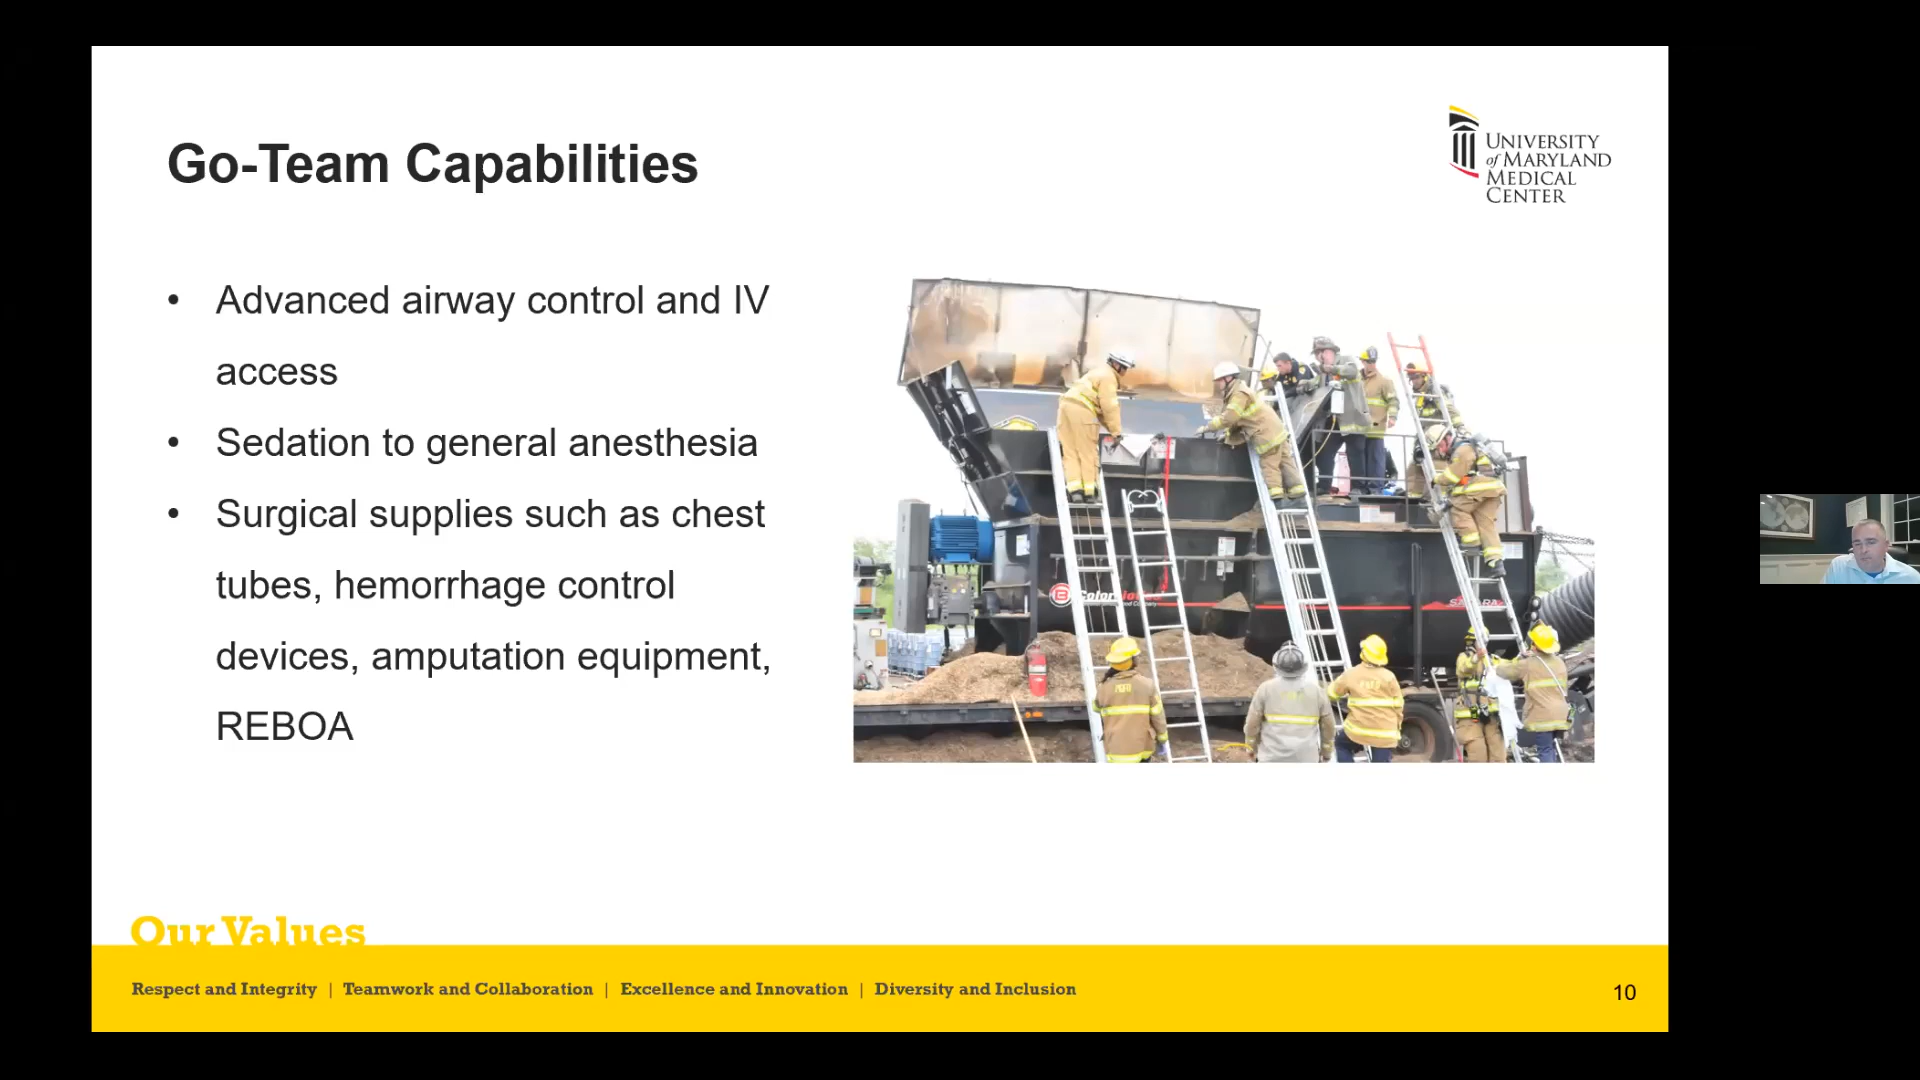 Go-Team Capabilities
UNIVERSITY
of MARYLAND
MEDICAL
CENTER
• Advanced airway control and IV
access
• Sedation to general anesthesia
• Surgical supplies such as chest
tubes, hemorrhage control
devices, amputation equipment,
REBOA
Our Values
Respect and Integrity | Teamwork and Collaboration | Excellence and Innovation | Diversity and Inclusion
10